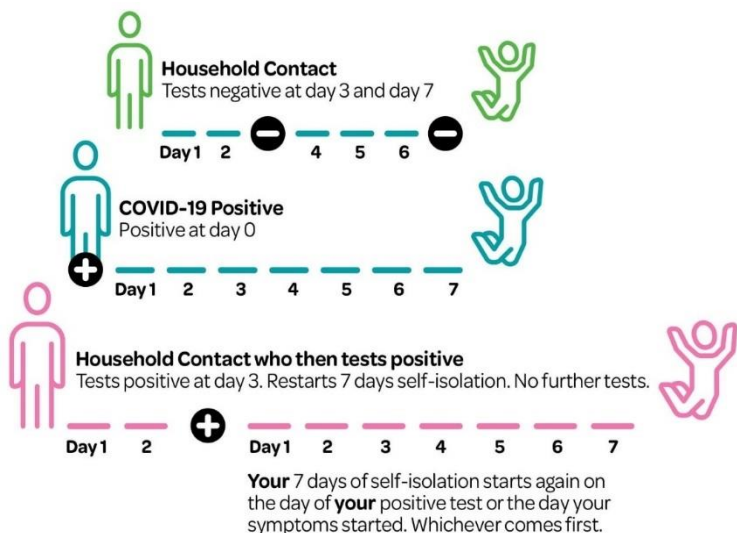 Household Contact
Tests negative at day 3 and day 7
Day 1 2 4 5 6
COVID-19 Positive
Positive at day 0
Day 1 2 3 4 5 6 7
Household Contact who then tests positive
Tests positive at day 3. Restarts 7 days self-isolation. No further tests.
Day 1 2 Day 1 2 3 4 5 6 7
Your 7 days of self-isolation starts again on
the day of your positive test or the day your
symptoms started. Whichever comes first.